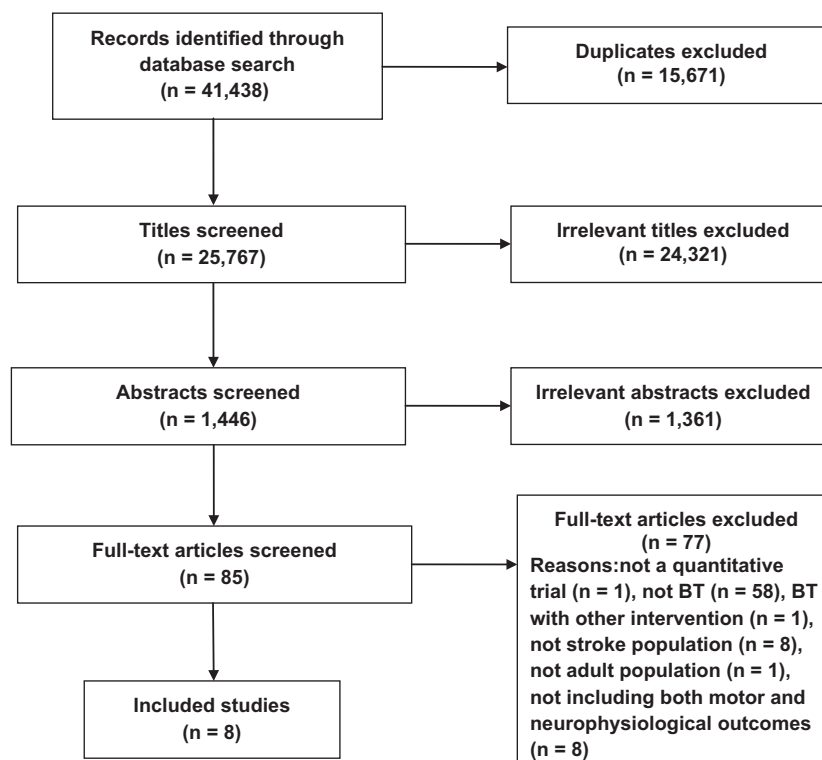 Records identified through
database search
(n = 41,438)
Duplicates excluded
(n = 15,671)
Titles screened
(n = 25,767)
Irrelevant titles excluded
(n = 24,321)
Abstracts screened
(n = 1,446)
Irrelevant abstracts excluded
(n = 1,361)
Full-text articles screened
(n = 85)
Full-text articles excluded
(n = 77)
Reasons:not a quantitative
trial (n = 1), not BT (n = 58), BT
with other intervention (n = 1),
not stroke population (n = 8),
not adult population (n = 1),
not including both motor and
neurophysiological outcomes
(n = 8)
Included studies
(n = 8)